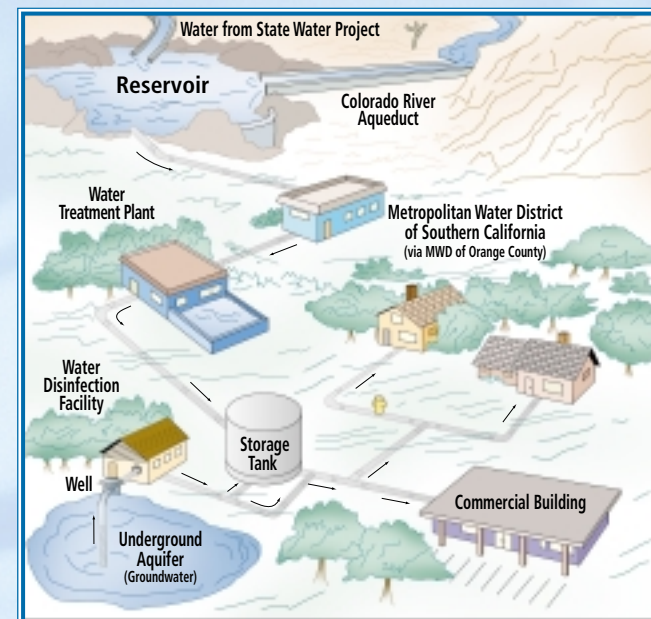 Water from State Water Project
Reservoir
Colorado River
Aqueduct
Water
Treatment Plant
Metropolitan Water District
of Southern California
(via MWD of Orange County)
Water
Disinfection
Facility
Storage
Tank
Well
Commercial Building
Underground
Aquifer
(Groundwater)